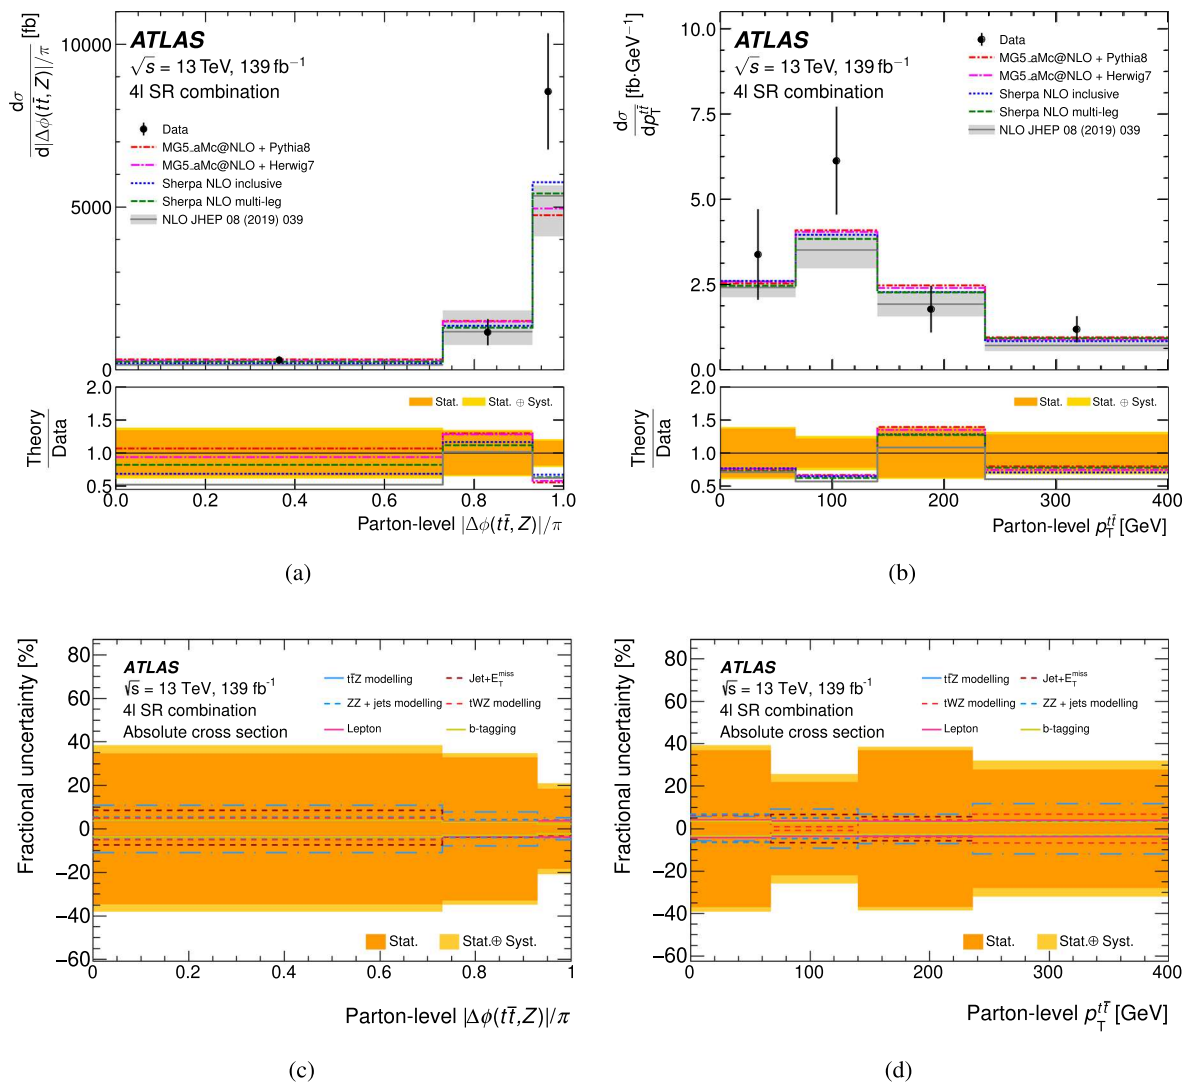 dσ
d|Δφ(tt̄, Z)|/π [fb]
10000
5000
0
ATLAS
√s = 13 TeV, 139 fb⁻¹
4l SR combination
Data
MG5_aMc@NLO + Pythia8
MG5_aMc@NLO + Herwig7
Sherpa NLO inclusive
Sherpa NLO multi-leg
NLO JHEP 08 (2019) 039
Theory
Data
2.0
1.5
1.0
0.5
Stat. Stat. ⊕ Syst.
0.0 0.2 0.4 0.6 0.8 1.0
Parton-level |Δφ(tt̄, Z)|/π
(a)
dσ
dp_T^tt̄ [fb·GeV⁻¹]
10.0
7.5
5.0
2.5
0.0
ATLAS
√s = 13 TeV, 139 fb⁻¹
4l SR combination
Data
MG5_aMc@NLO + Pythia8
MG5_aMc@NLO + Herwig7
Sherpa NLO inclusive
Sherpa NLO multi-leg
NLO JHEP 08 (2019) 039
Theory
Data
2.0
1.5
1.0
0.5
Stat. Stat. ⊕ Syst.
0 100 200 300 400
Parton-level p_T^tt̄ [GeV]
(b)
Fractional uncertainty [%]
80
60
40
20
0
−20
−40
−60
ATLAS
√s = 13 TeV, 139 fb⁻¹
4l SR combination
Absolute cross section
tt̄Z modelling Jet+E_T^miss
ZZ + jets modelling tWZ modelling
Lepton b-tagging
Stat. Stat.⊕ Syst.
0 0.2 0.4 0.6 0.8 1
Parton-level |Δφ(tt̄,Z)|/π
(c)
Fractional uncertainty [%]
80
60
40
20
0
−20
−40
−60
ATLAS
√s = 13 TeV, 139 fb⁻¹
4l SR combination
Absolute cross section
tt̄Z modelling Jet+E_T^miss
tWZ modelling ZZ + jets modelling
Lepton b-tagging
Stat. Stat.⊕ Syst.
0 100 200 300 400
Parton-level p_T^tt̄ [GeV]
(d)